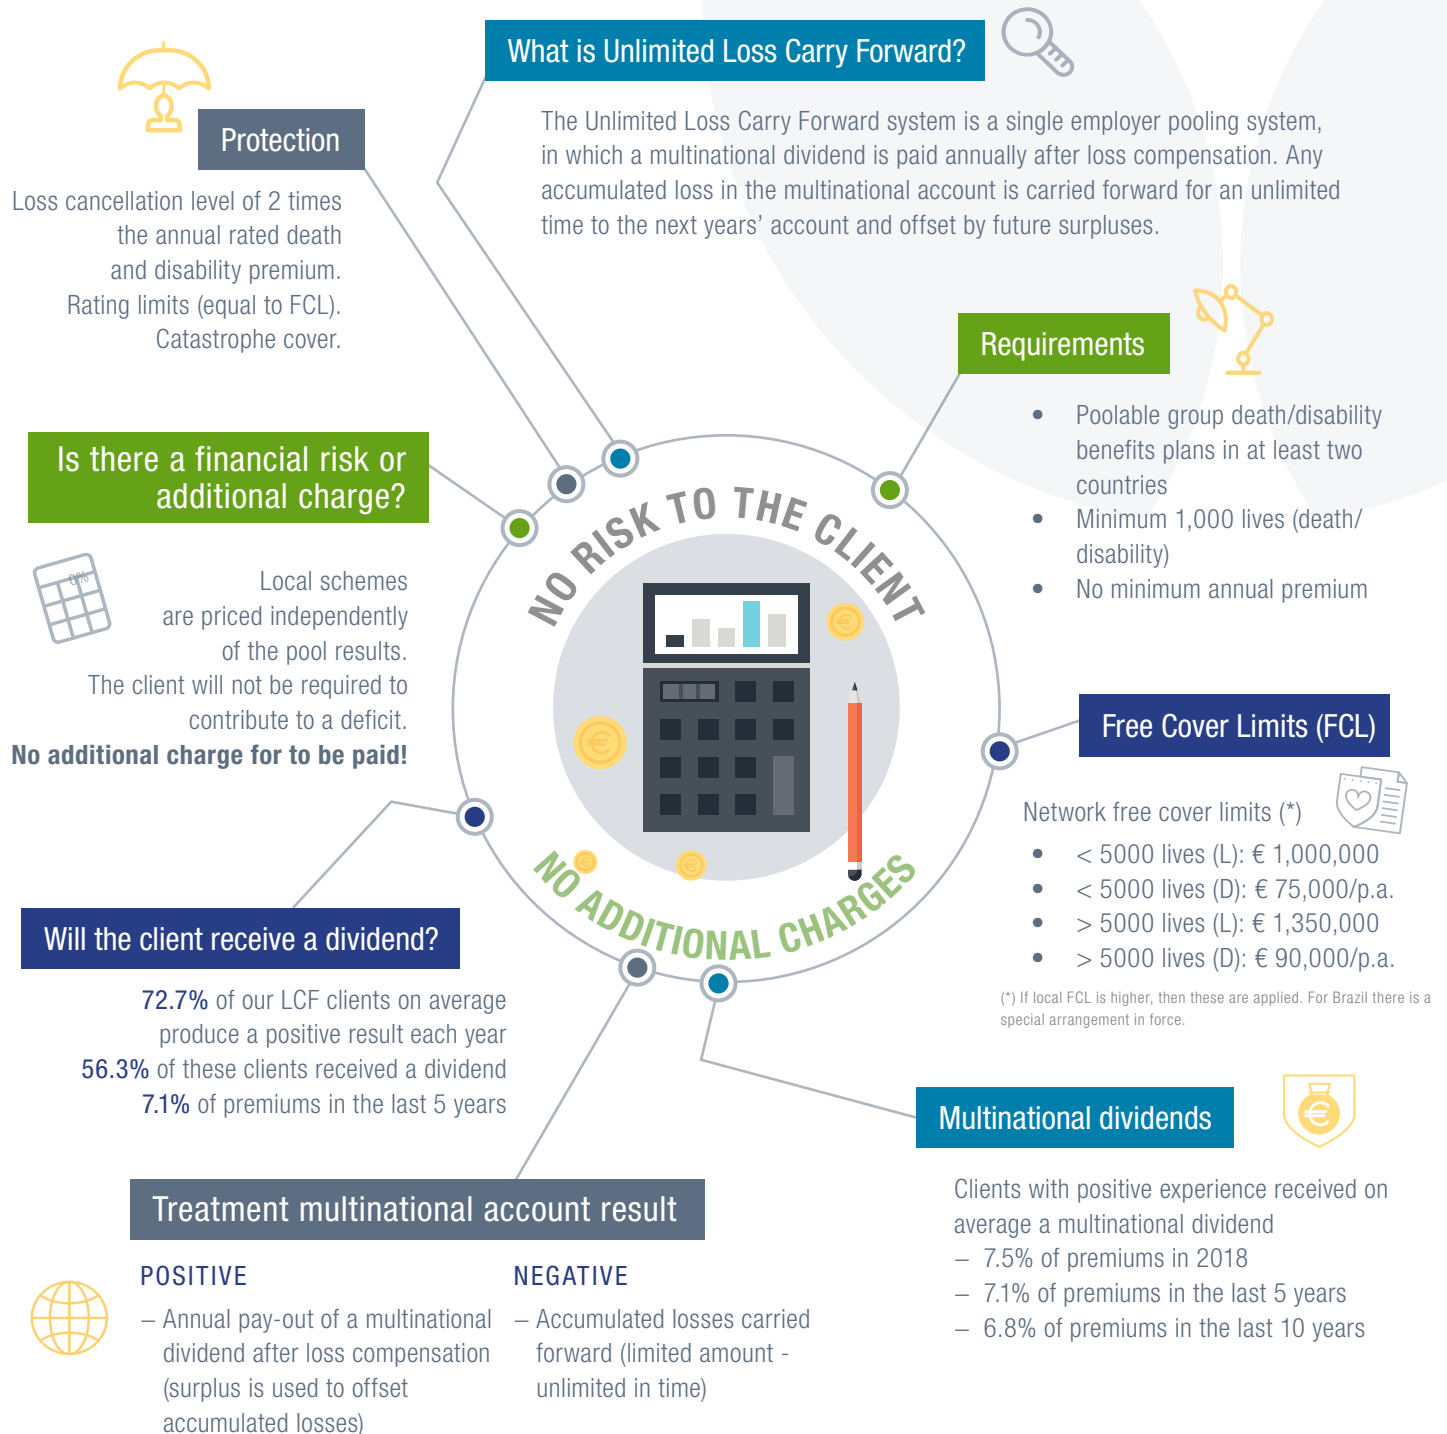 What is Unlimited Loss Carry Forward?
The Unlimited Loss Carry Forward system is a single employer pooling system,
in which a multinational dividend is paid annually after loss compensation. Any
accumulated loss in the multinational account is carried forward for an unlimited
time to the next years’ account and offset by future surpluses.
Protection
Loss cancellation level of 2 times
the annual rated death
and disability premium.
Rating limits (equal to FCL).
Catastrophe cover.
Requirements
• Poolable group death/disability
benefits plans in at least two
countries
• Minimum 1,000 lives (death/
disability)
• No minimum annual premium
Is there a financial risk or
additional charge?
0%
Local schemes
are priced independently
of the pool results.
The client will not be required to
contribute to a deficit.
No additional charge for to be paid!
NO RISK TO THE CLIENT
€
€
€
€
NO ADDITIONAL CHARGES
Free Cover Limits (FCL)
Network free cover limits (*)
• < 5000 lives (L): € 1,000,000
• < 5000 lives (D): € 75,000/p.a.
• > 5000 lives (L): € 1,350,000
• > 5000 lives (D): € 90,000/p.a.
(*) If local FCL is higher, then these are applied. For Brazil there is a
special arrangement in force.
Will the client receive a dividend?
72.7% of our LCF clients on average
produce a positive result each year
56.3% of these clients received a dividend
7.1% of premiums in the last 5 years
Multinational dividends
€
Clients with positive experience received on
average a multinational dividend
– 7.5% of premiums in 2018
– 7.1% of premiums in the last 5 years
– 6.8% of premiums in the last 10 years
Treatment multinational account result
POSITIVE
– Annual pay-out of a multinational
dividend after loss compensation
(surplus is used to offset
accumulated losses)
NEGATIVE
– Accumulated losses carried
forward (limited amount -
unlimited in time)